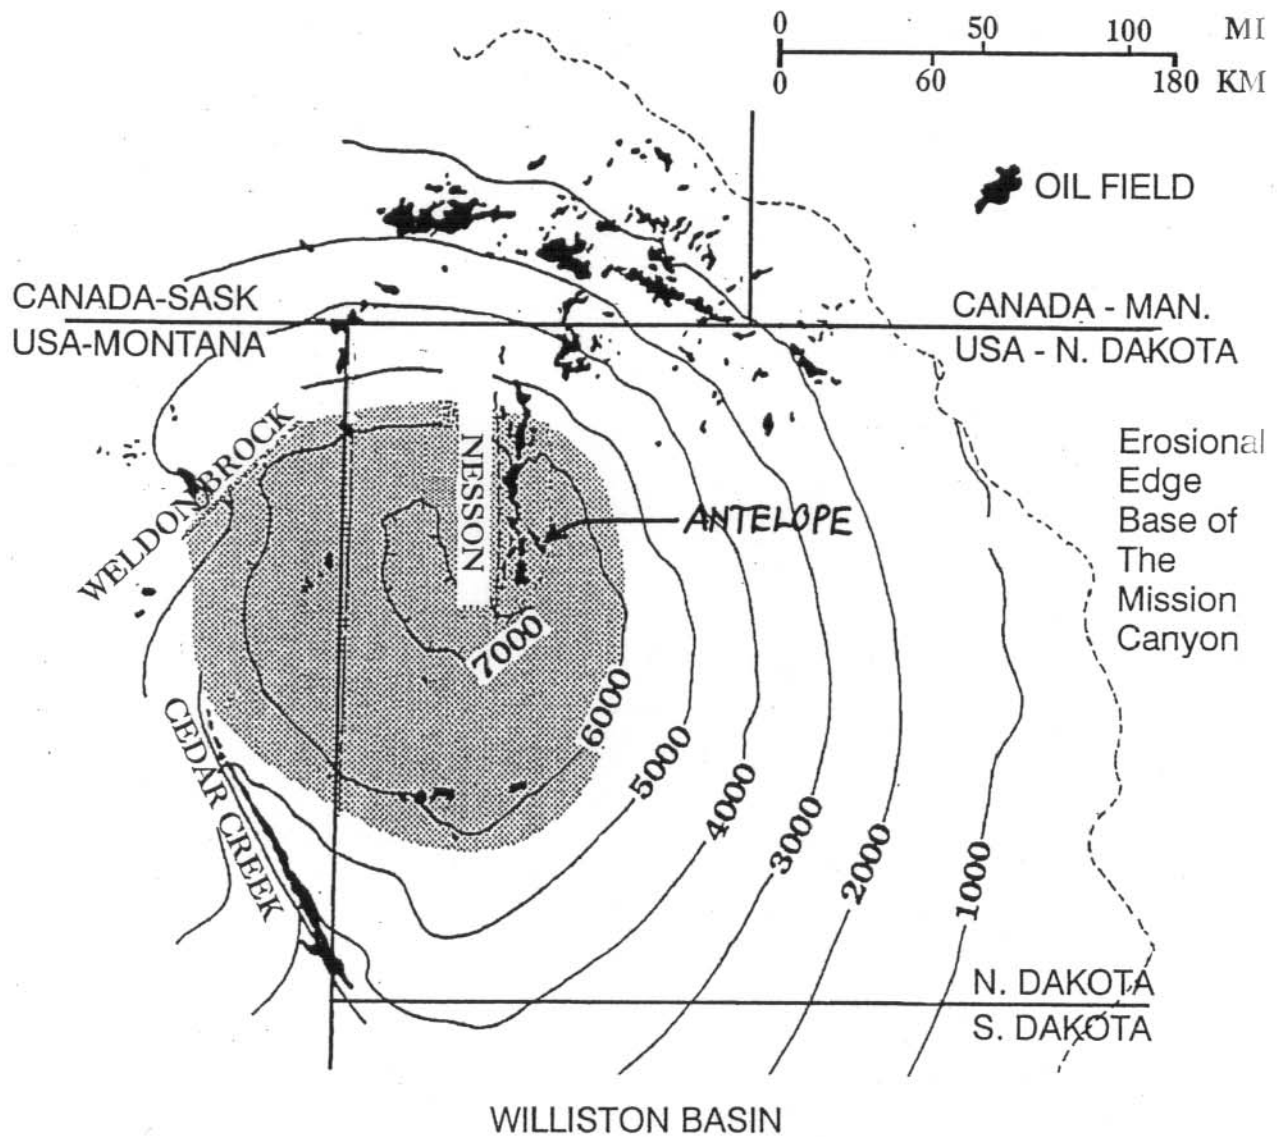 0 50 100 MI
0 60 180 KM
OIL FIELD
CANADA-SASK
USA-MONTANA
CANADA - MAN.
USA - N. DAKOTA
WELDON BROCK
NESSON
ANTELOPE
Erosional
Edge
Base of
The
Mission
Canyon
7000
6000
5000
4000
3000
2000
1000
CEDAR CREEK
N. DAKOTA
S. DAKOTA
WILLISTON BASIN